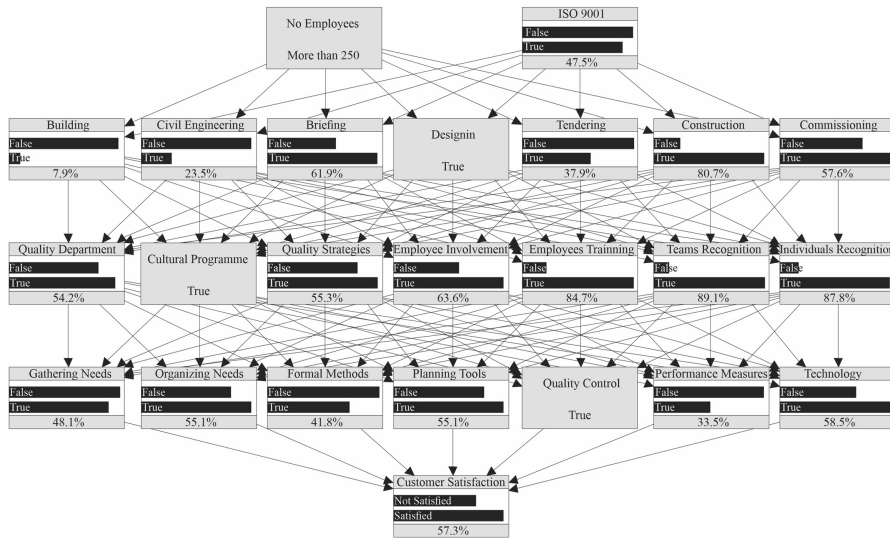 No Employees
More than 250
ISO 9001
False
True
47.5%
Building
False
True
7.9%
Civil Engineering
False
True
23.5%
Briefing
False
True
61.9%
Designin
True
Tendering
False
True
37.9%
Construction
False
True
80.7%
Commissioning
False
True
57.6%
Quality Department
False
True
54.2%
Cultural Programme
True
Quality Strategies
False
True
55.3%
Employee Involvement
False
True
63.6%
Employees Trainning
False
True
84.7%
Teams Recognition
False
True
89.1%
Individuals Recognition
False
True
87.8%
Gathering Needs
False
True
48.1%
Organizing Needs
False
True
55.1%
Formal Methods
False
True
41.8%
Planning Tools
False
True
55.1%
Quality Control
True
Performance Measures
False
True
33.5%
Technology
False
True
58.5%
Customer Satisfaction
Not Satisfied
Satisfied
57.3%